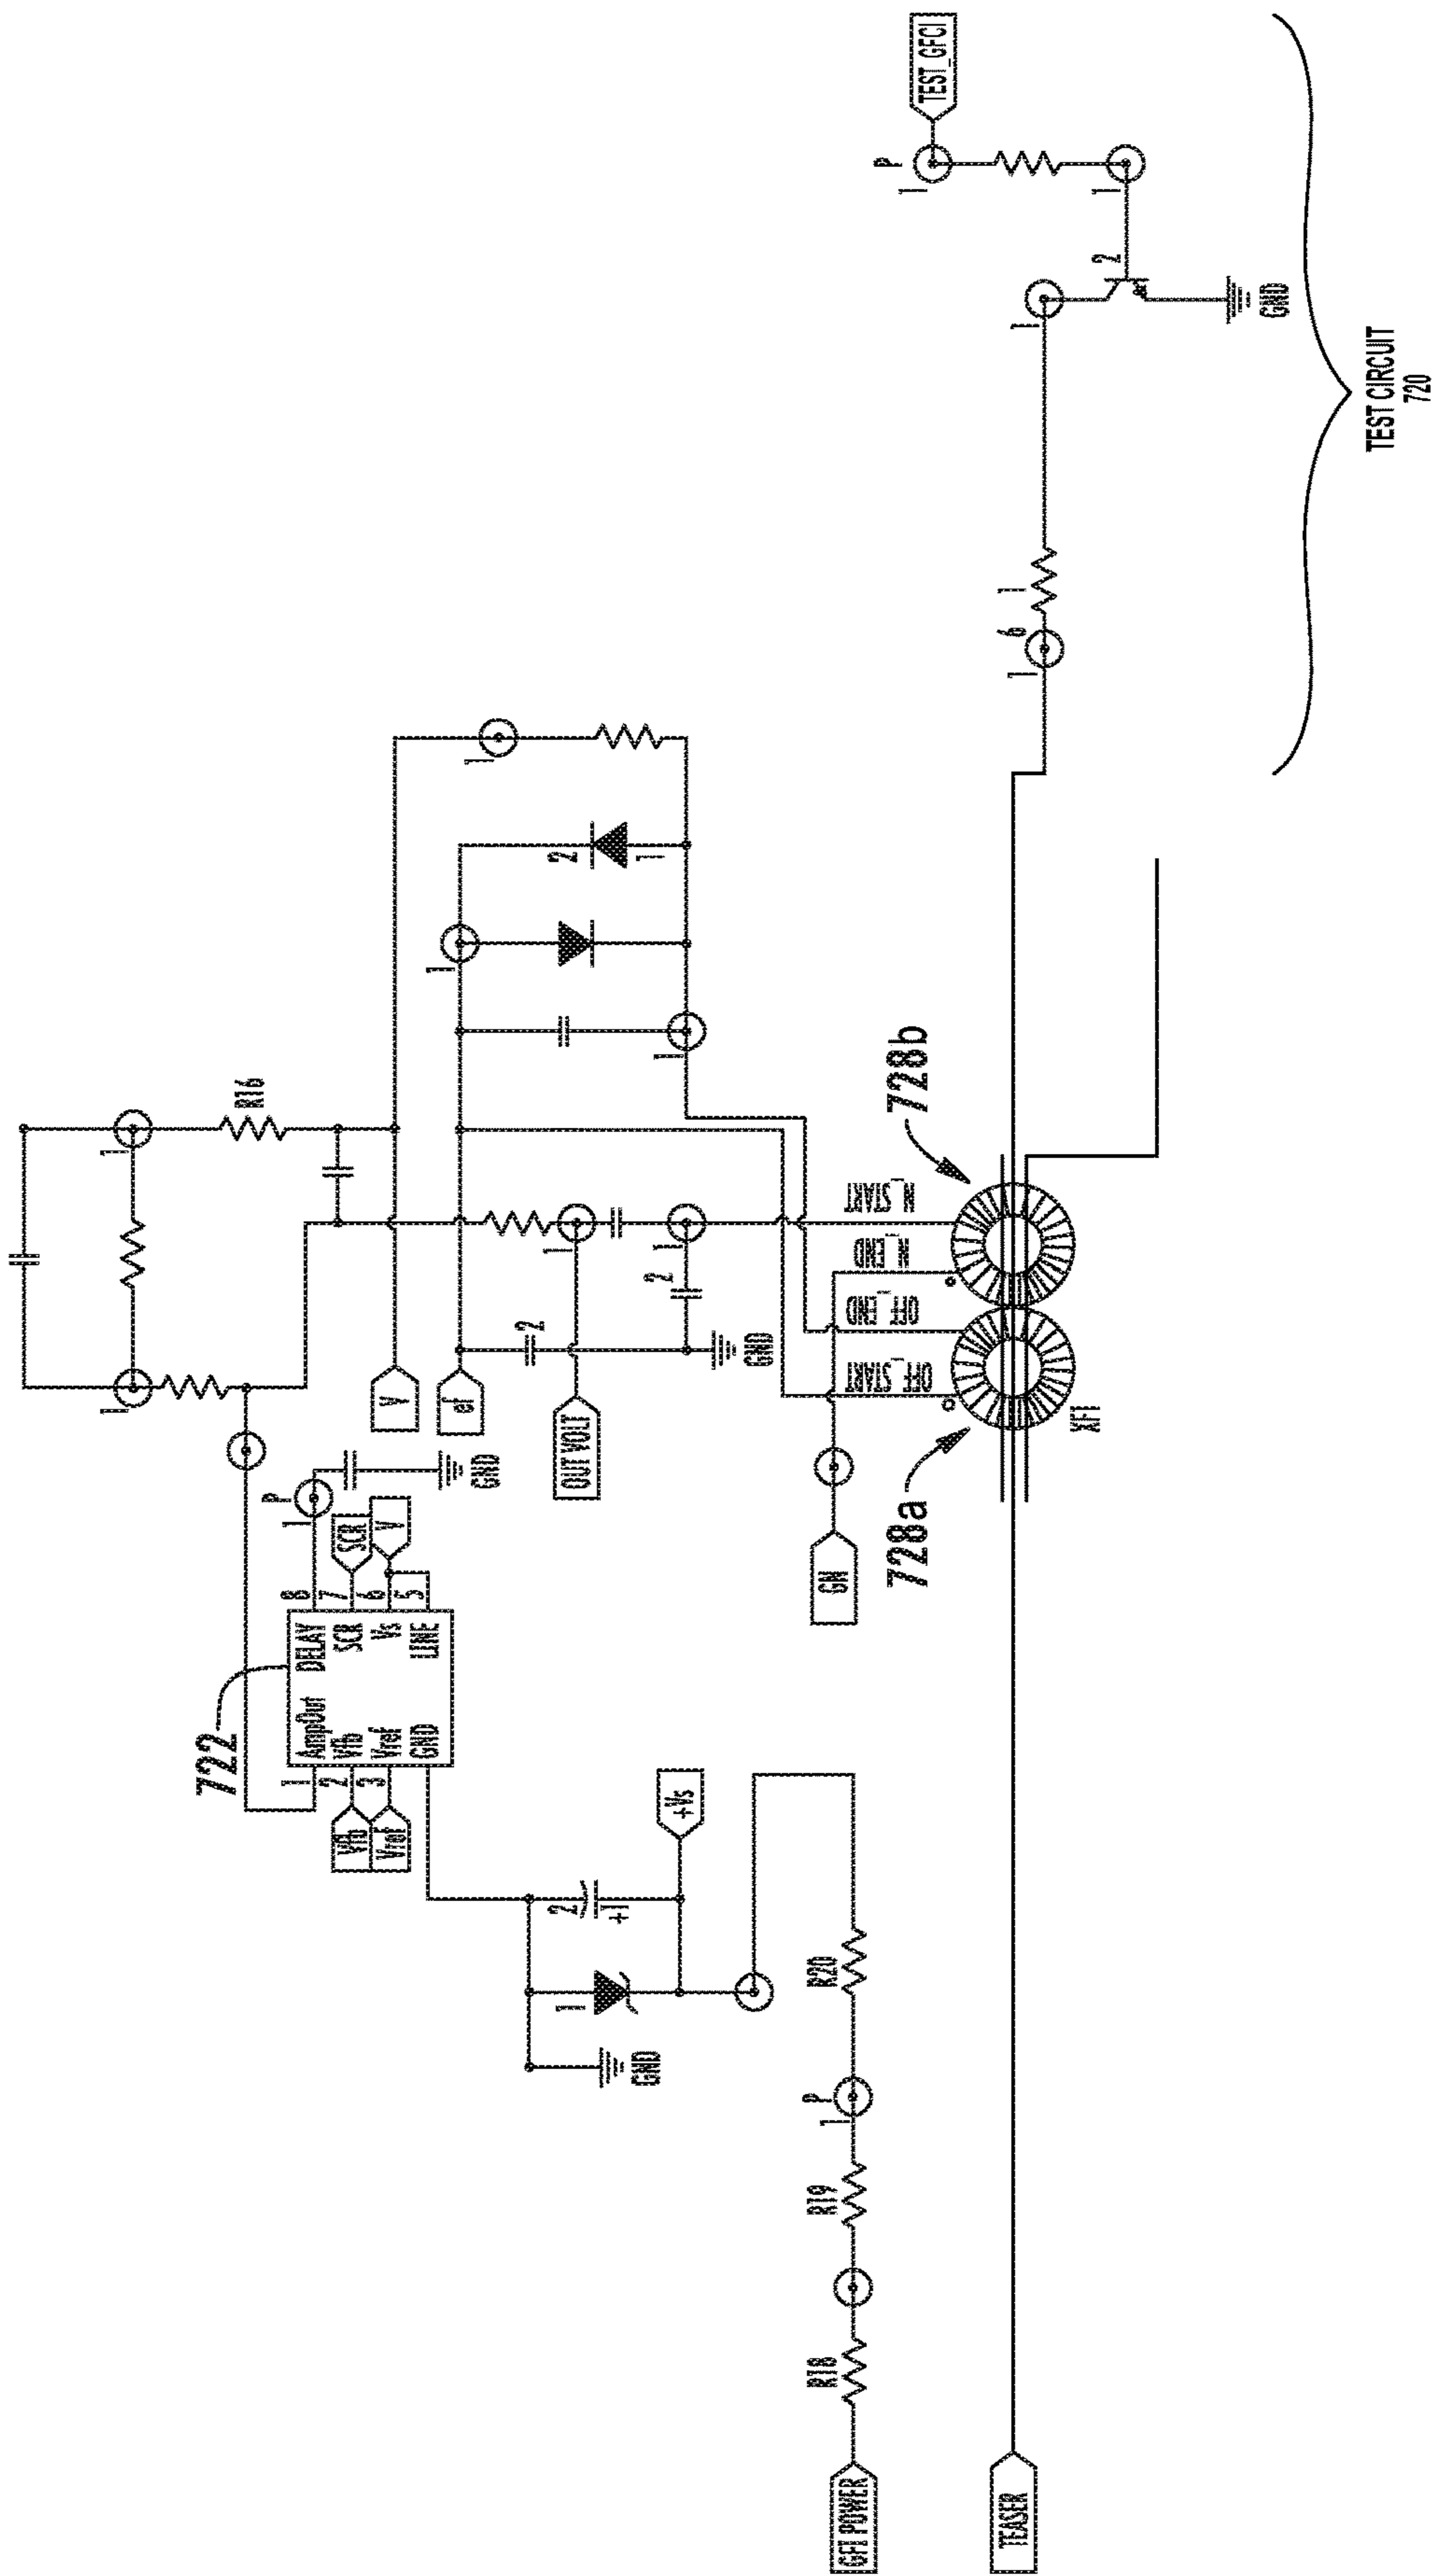 722
1
AmpOut
DELAY
8
2
Vfb
SCR
7
3
Vref
Vs
6
GND
LINE
5
Vfb
Vref
SCR
V
1
P
GND
1
1
R16
V
ef
OUT VOLT
2
1
2
1
GND
1
1
2
1
1
2
+1
1
GND
+Vs
GFI POWER
R18
R19
1
P
R20
GN
OFF_START
OFF_END
N_END
N_START
728a
728b
XF1
TEASER
1
6
1
1
2
GND
1
P
1
TEST_GFCI
TEST CIRCUIT
720